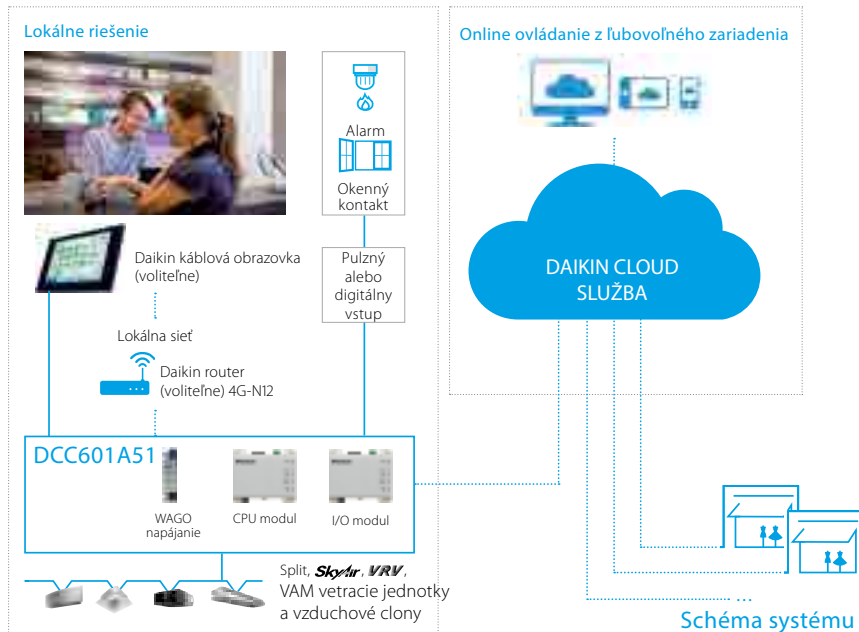 Lokálne riešenie
Alarm
Okenný
kontakt
Daikin káblová obrazovka
(voliteľne)
Pulzný
alebo
digitálny
vstup
Lokálna sieť
Daikin router
(voliteľne) 4G-N12
DCC601A51
WAGO
napájanie
CPU modul
I/O modul
Split, SkyAir, VRV,
VAM vetracie jednotky
a vzduchové clony
Online ovládanie z ľubovoľného zariadenia
DAIKIN CLOUD
SLUŽBA
...
Schéma systému